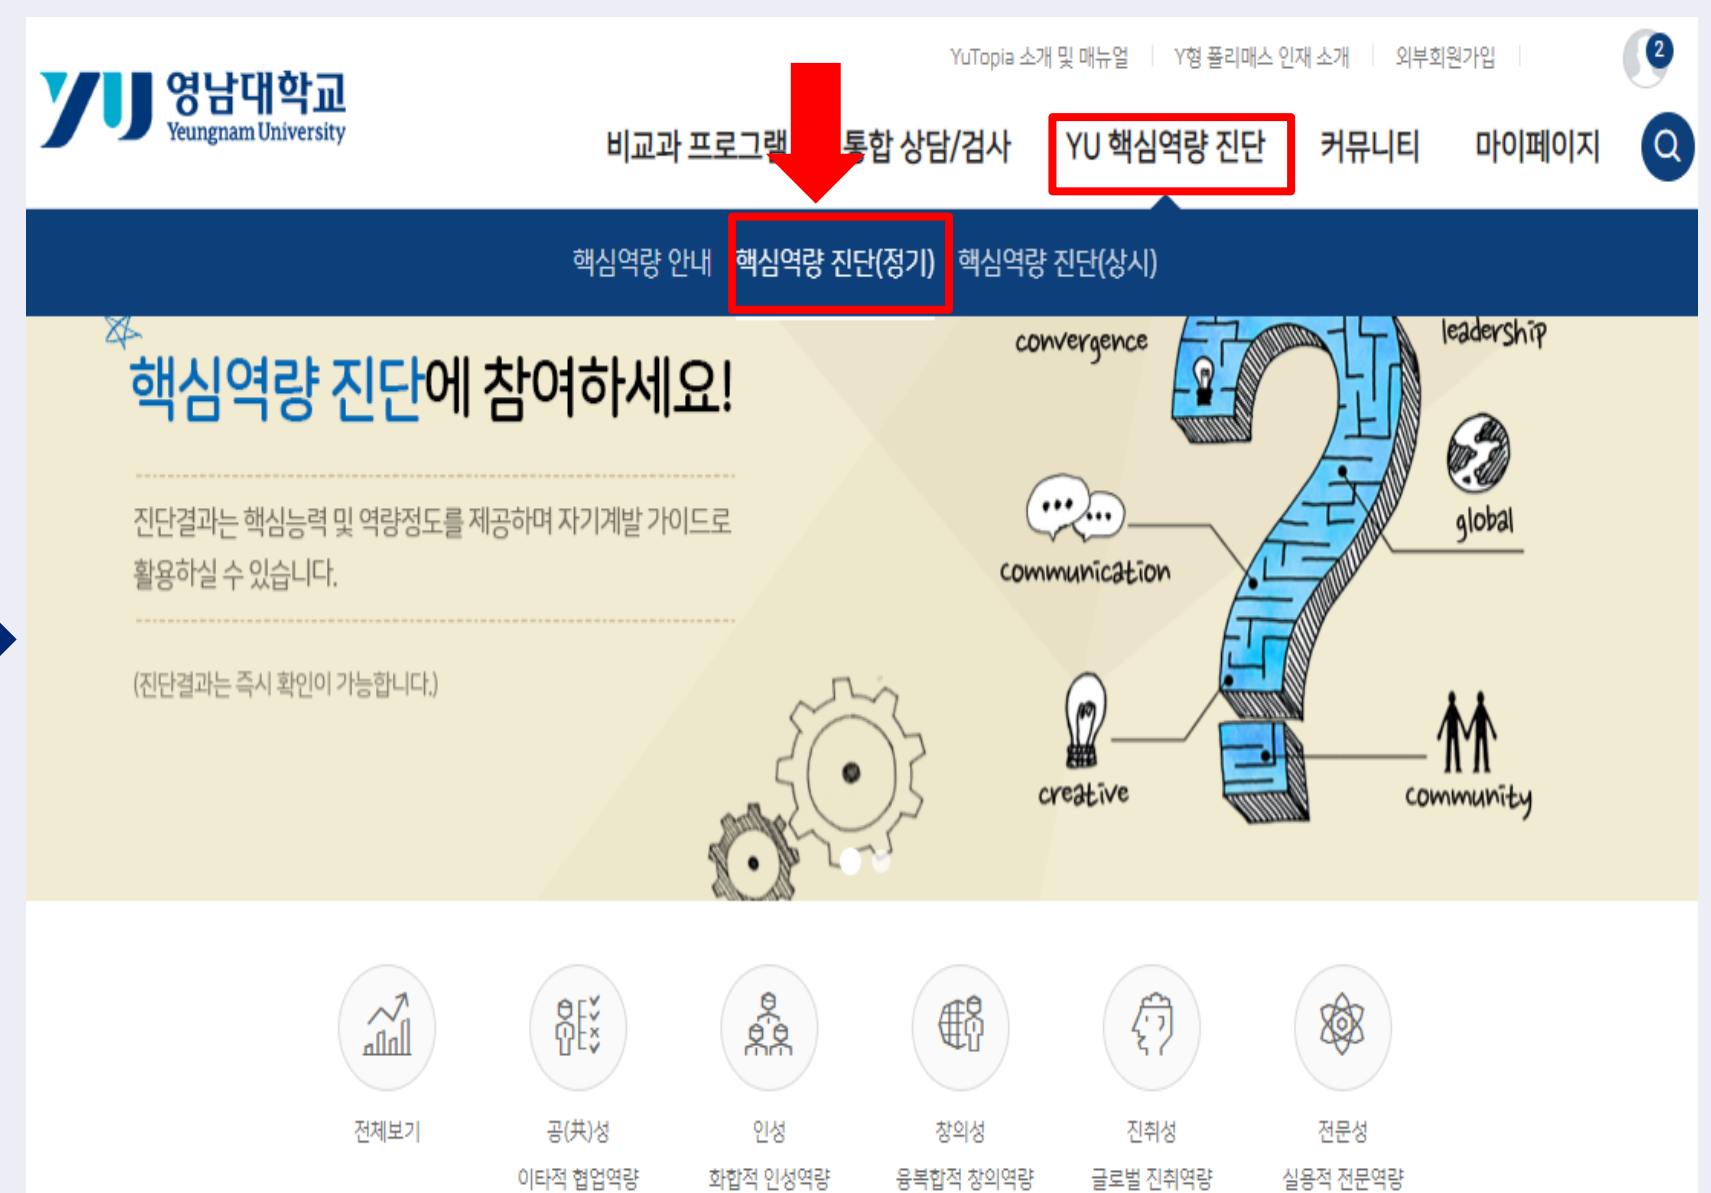 YuTopia 소개 및 매뉴얼 Y형 폴리매스 인재 소개 외부회원가입 2
영남대학교
Yeungnam University
비교과 프로그램 통합 상담/검사 YU 핵심역량 진단 커뮤니티 마이페이지
핵심역량 안내 핵심역량 진단(정기) 핵심역량 진단(상시)
핵심역량 진단에 참여하세요!
진단결과는 핵심능력 및 역량정도를 제공하며 자기계발 가이드로
활용하실 수 있습니다.
(진단결과는 즉시 확인이 가능합니다.)
convergence
leadership
global
communication
creative
community
전체보기
공(共)성
이타적 협업역량
인성
화합적 인성역량
창의성
융복합적 창의역량
진취성
글로벌 진취역량
전문성
실용적 전문역량